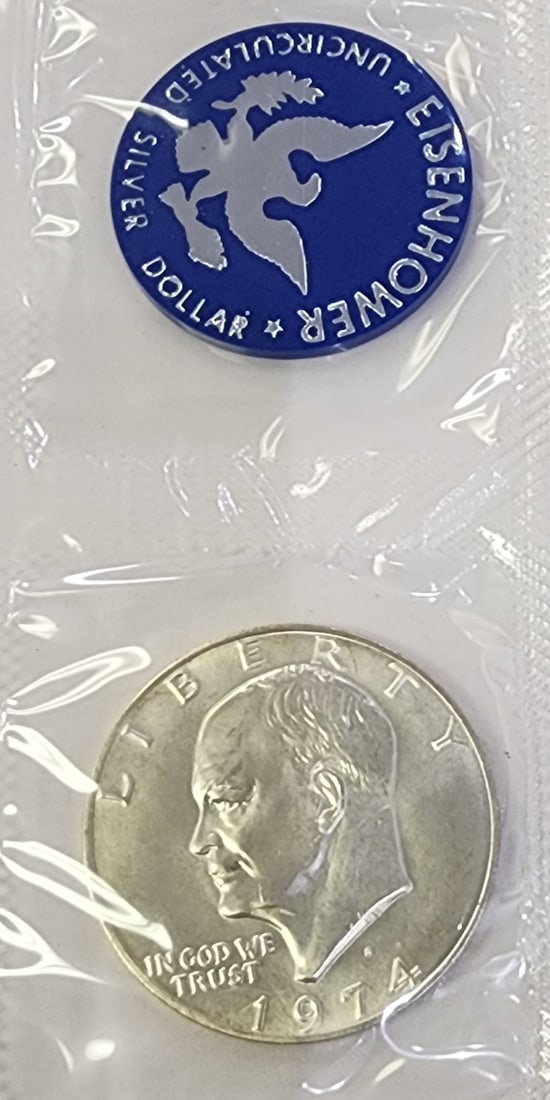 EISENHOWER
★ UNCIRCULATED SILVER DOLLAR ★
LIBERTY
IN GOD WE
TRUST
1974